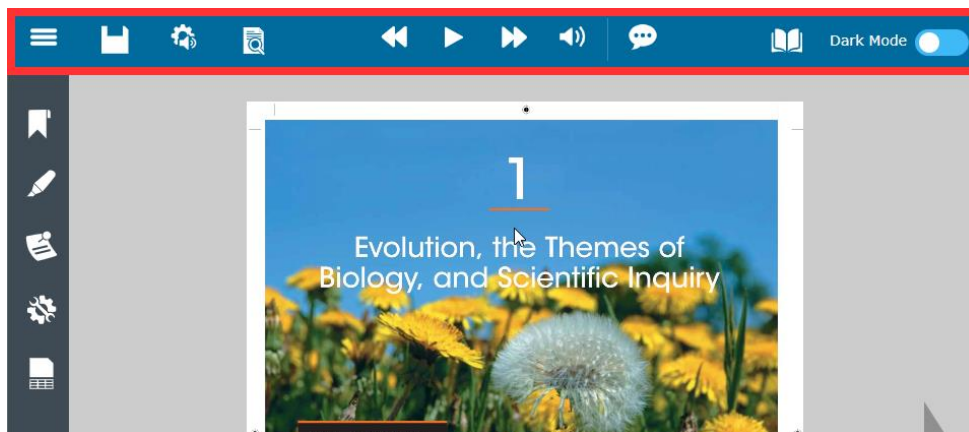 Dark Mode
1
Evolution, the Themes of
Biology, and Scientific Inquiry